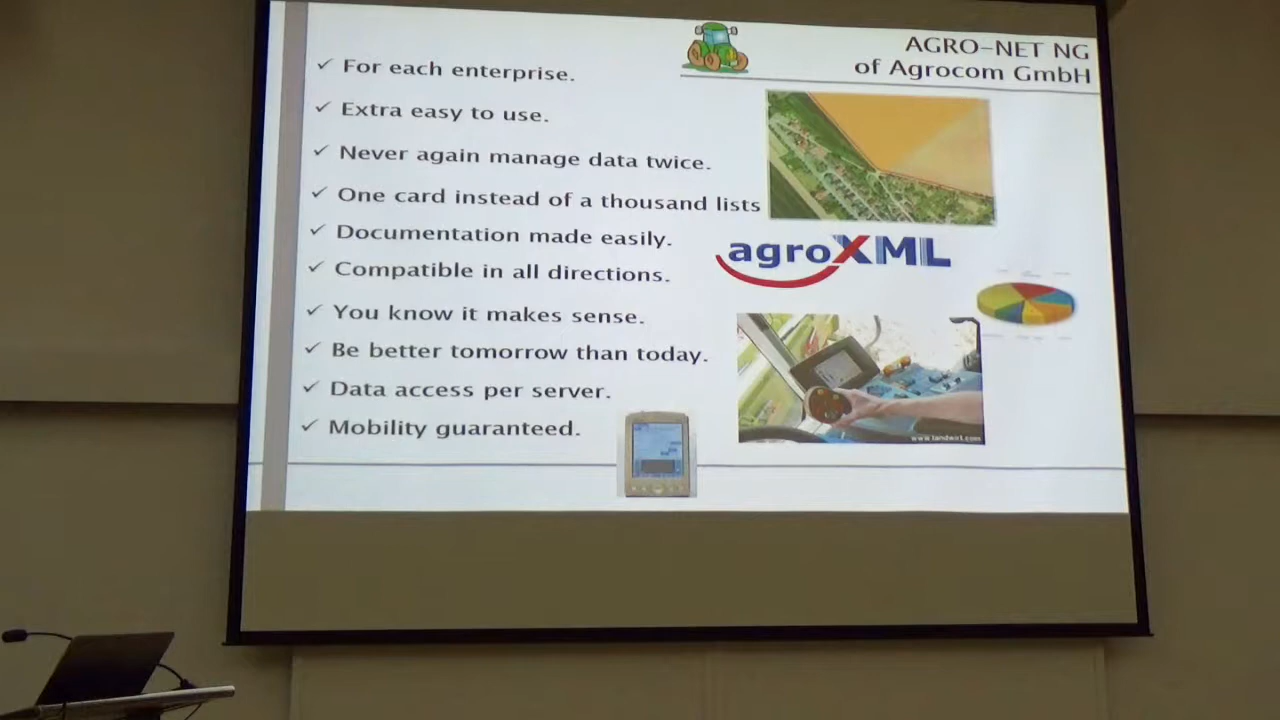 AGRO-NET NG
of Agrocom GmbH
✓ For each enterprise.
✓ Extra easy to use.
✓ Never again manage data twice.
✓ One card instead of a thousand lists
✓ Documentation made easily.
✓ Compatible in all directions.
✓ You know it makes sense.
✓ Be better tomorrow than today.
✓ Data access per server.
✓ Mobility guaranteed.
agroXML
www.landwirt.com